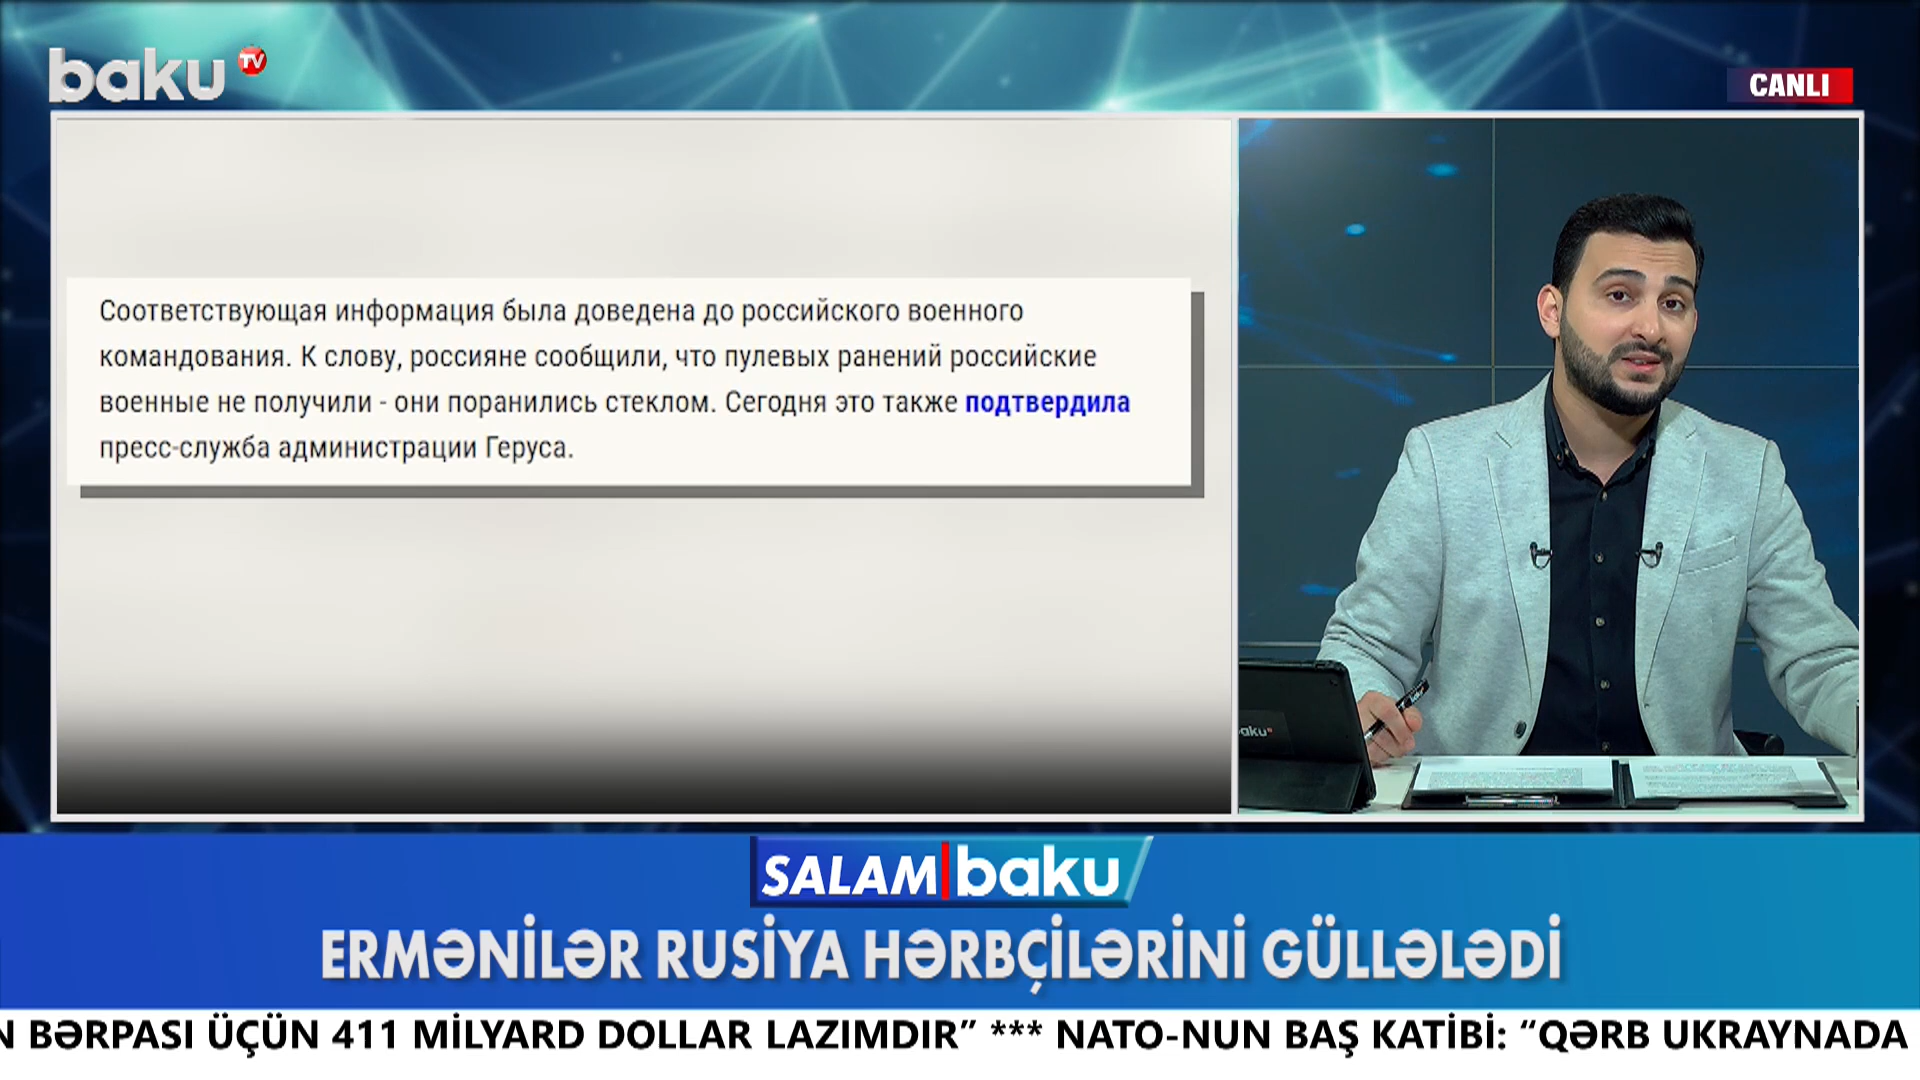 baku TV
CANLI
Соответствующая информация была доведена до российского военного
командования. К слову, россияне сообщили, что пулевых ранений российские
военные не получили - они поранились стеклом. Сегодня это также подтвердила
пресс-служба администрации Геруса.
baku
SALAM baku
ERMƏNİLƏR RUSİYA HƏRBÇİLƏRİNİ GÜLLƏLƏDİ
N BƏRPASI ÜÇÜN 411 MİLYARD DOLLAR LAZIMDIR” *** NATO-NUN BAŞ KATİBİ: “QƏRB UKRAYNADA